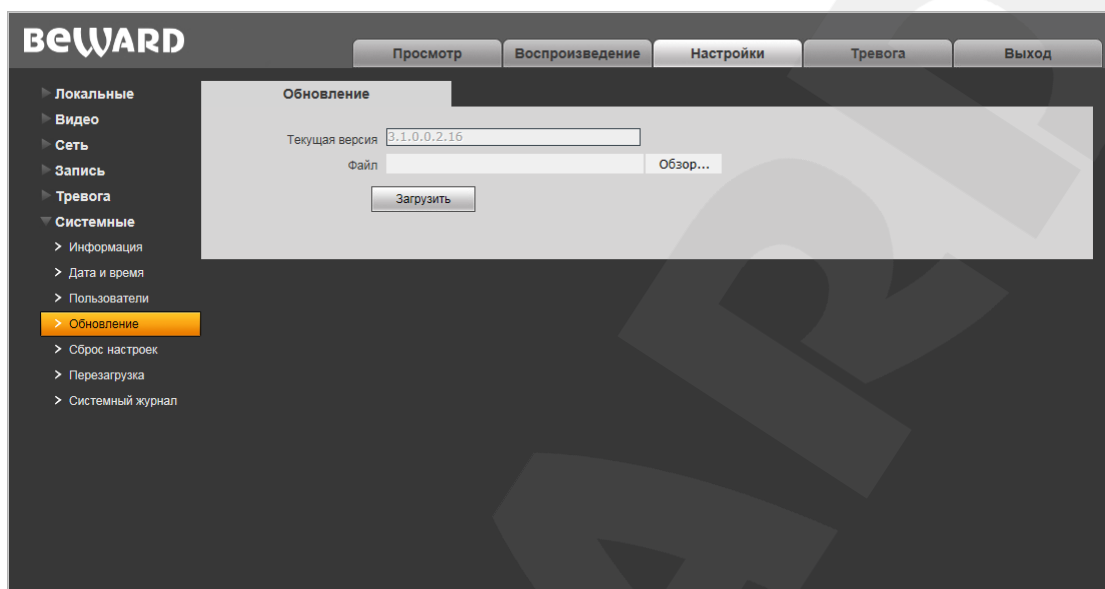 BEWARD
Просмотр Воспроизведение Настройки Тревога Выход
Локальные
Видео
Сеть
Запись
Тревога
Системные
Информация
Дата и время
Пользователи
Обновление
Сброс настроек
Перезагрузка
Системный журнал
Обновление
Текущая версия 3.1.0.0.2.16
Файл Обзор...
Загрузить